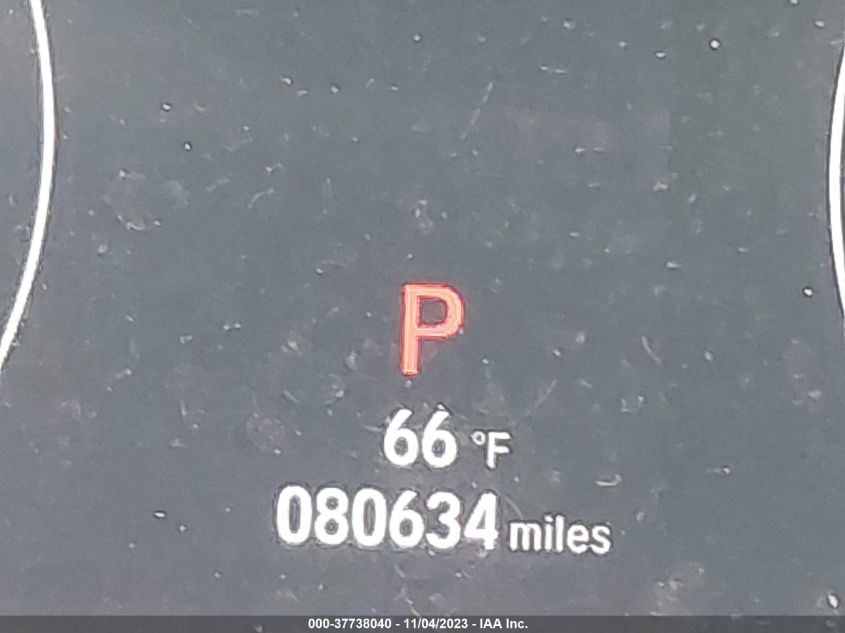 P
66 °F
080634 miles
000-37738040 - 11/04/2023 - IAA Inc.